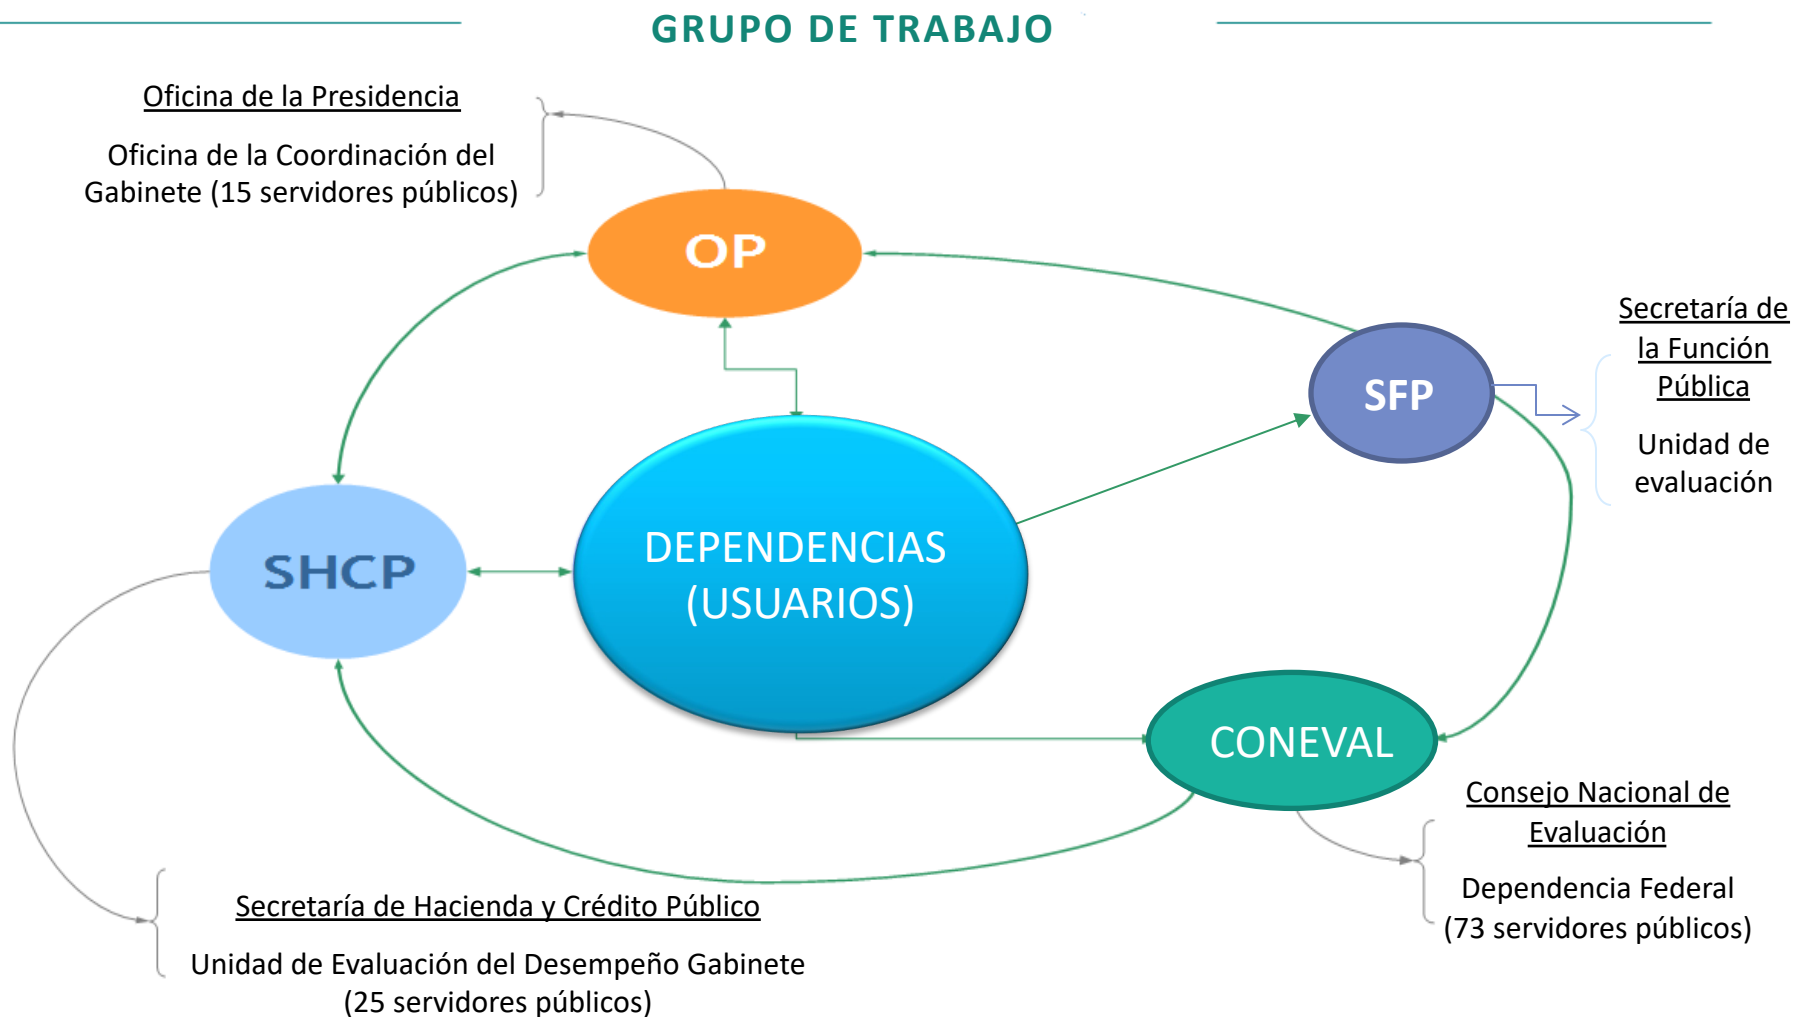 GRUPO DE TRABAJO
Oficina de la Presidencia
Oficina de la Coordinación del
Gabinete (15 servidores públicos)
OP
Secretaría de
la Función
Pública
Unidad de
evaluación
SFP
DEPENDENCIAS
(USUARIOS)
SHCP
CONEVAL
Consejo Nacional de
Evaluación
Dependencia Federal
(73 servidores públicos)
Secretaría de Hacienda y Crédito Público
Unidad de Evaluación del Desempeño Gabinete
(25 servidores públicos)